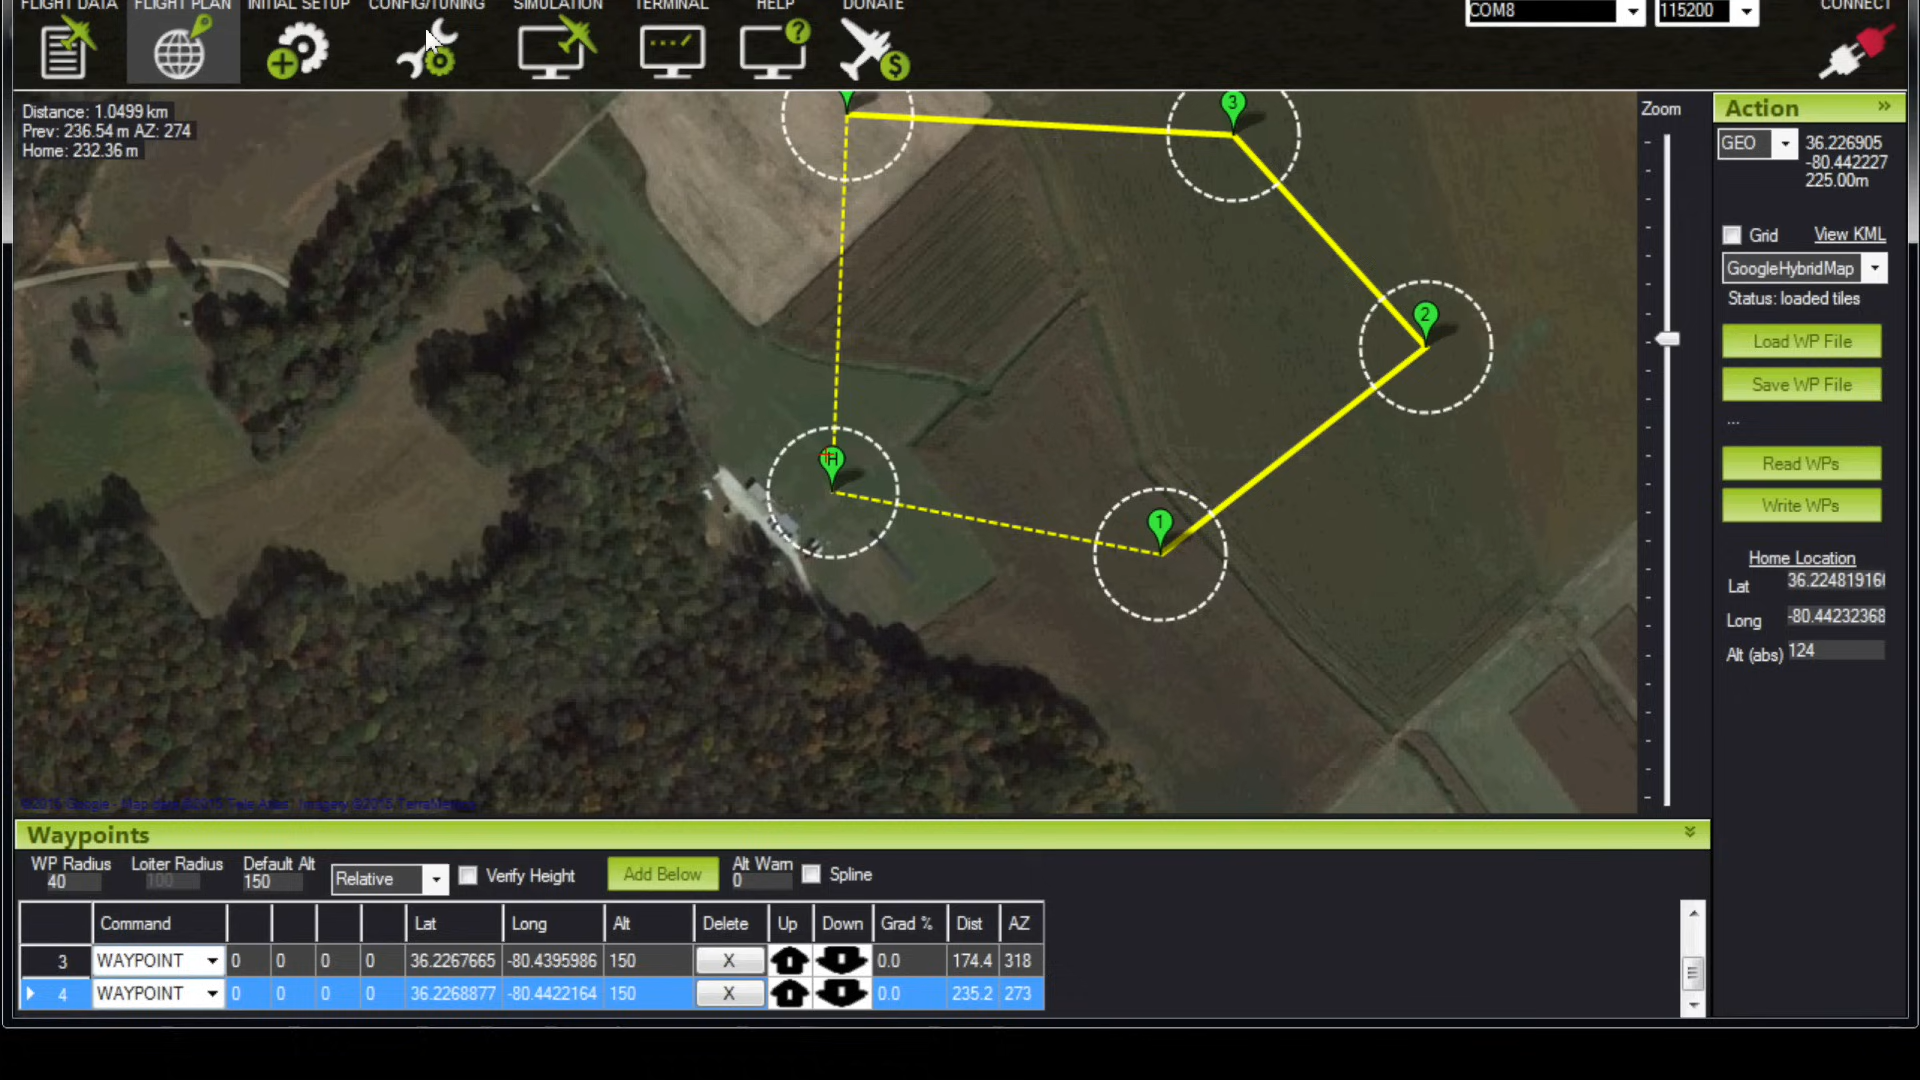 FLIGHT DATA FLIGHT PLAN INITIAL SETUP CONFIG/TUNING SIMULATION TERMINAL HELP DONATE
COM8 115200 CONNECT
Distance: 1.0499 km
Prev: 236.54 m AZ: 274
Home: 232.36 m
3
2
H
1
Zoom
Action
GEO
36.226905
-80.442227
225.00m
Grid View KML
GoogleHybridMap
Status: loaded tiles
Load WP File
Save WP File
...
Read WPs
Write WPs
Home Location
Lat 36.22481916
Long -80.44232368
Alt (abs) 124
Waypoints
WP Radius Loiter Radius Default Alt Alt Warn
40 100 150 Relative Verify Height Add Below 0 Spline
Command Lat Long Alt Delete Up Down Grad % Dist AZ
3 WAYPOINT 0 0 0 0 36.2267665 -80.4395986 150 X 0.0 174.4 318
4 WAYPOINT 0 0 0 0 36.2268877 -80.4422164 150 X 0.0 235.2 273